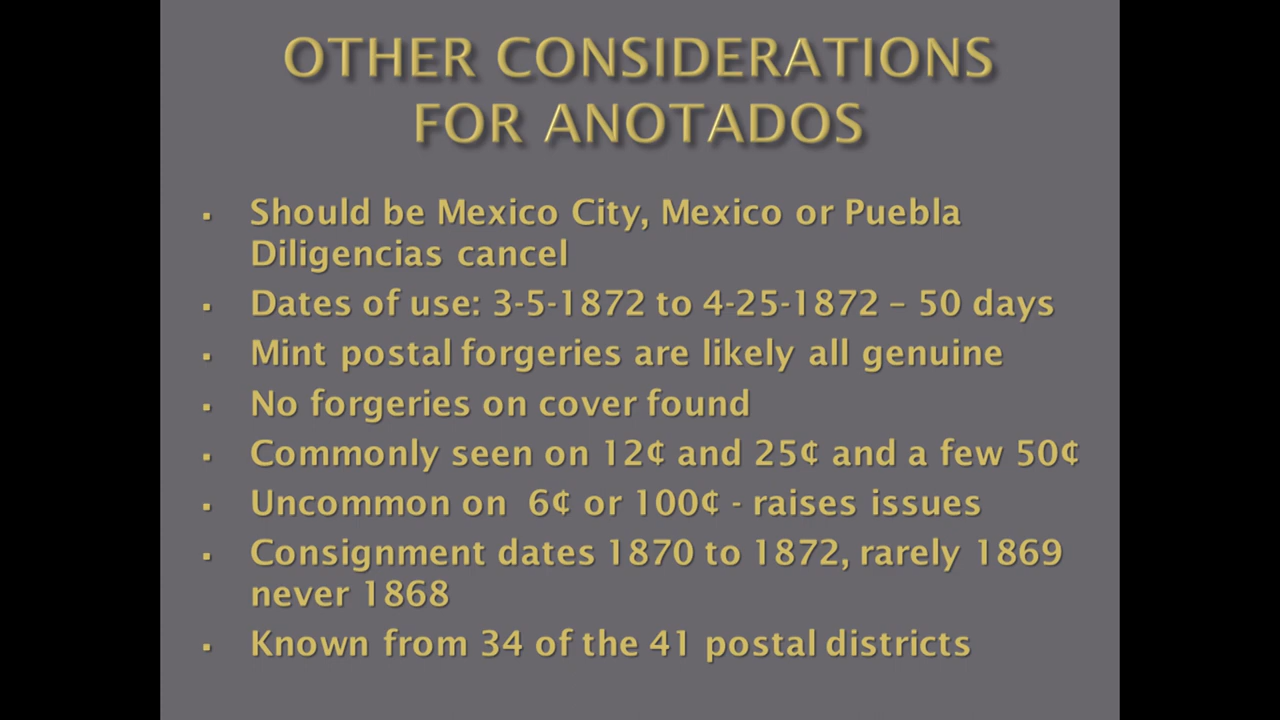 OTHER CONSIDERATIONS
FOR ANOTADOS
▪ Should be Mexico City, Mexico or Puebla
Diligencias cancel
▪ Dates of use: 3-5-1872 to 4-25-1872 – 50 days
▪ Mint postal forgeries are likely all genuine
▪ No forgeries on cover found
▪ Commonly seen on 12¢ and 25¢ and a few 50¢
▪ Uncommon on 6¢ or 100¢ - raises issues
▪ Consignment dates 1870 to 1872, rarely 1869
never 1868
▪ Known from 34 of the 41 postal districts